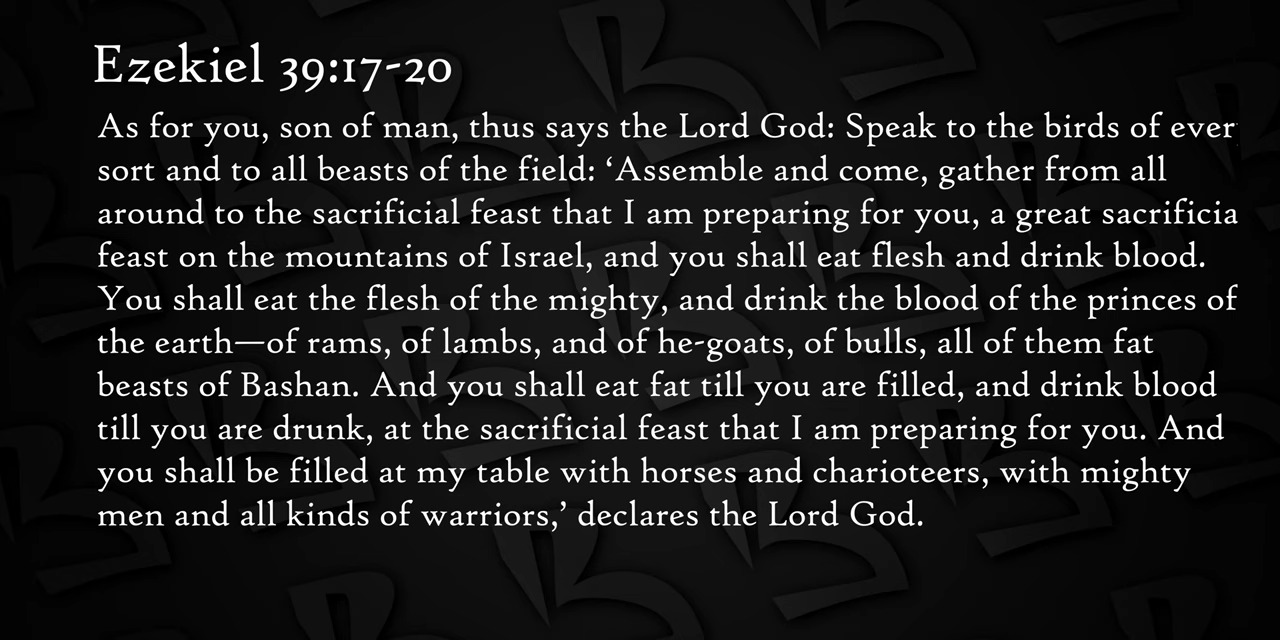 Ezekiel 39:17-20
As for you, son of man, thus says the Lord God: Speak to the birds of ever
sort and to all beasts of the field: ‘Assemble and come, gather from all
around to the sacrificial feast that I am preparing for you, a great sacrificia
feast on the mountains of Israel, and you shall eat flesh and drink blood.
You shall eat the flesh of the mighty, and drink the blood of the princes of
the earth—of rams, of lambs, and of he-goats, of bulls, all of them fat
beasts of Bashan. And you shall eat fat till you are filled, and drink blood
till you are drunk, at the sacrificial feast that I am preparing for you. And
you shall be filled at my table with horses and charioteers, with mighty
men and all kinds of warriors,’ declares the Lord God.